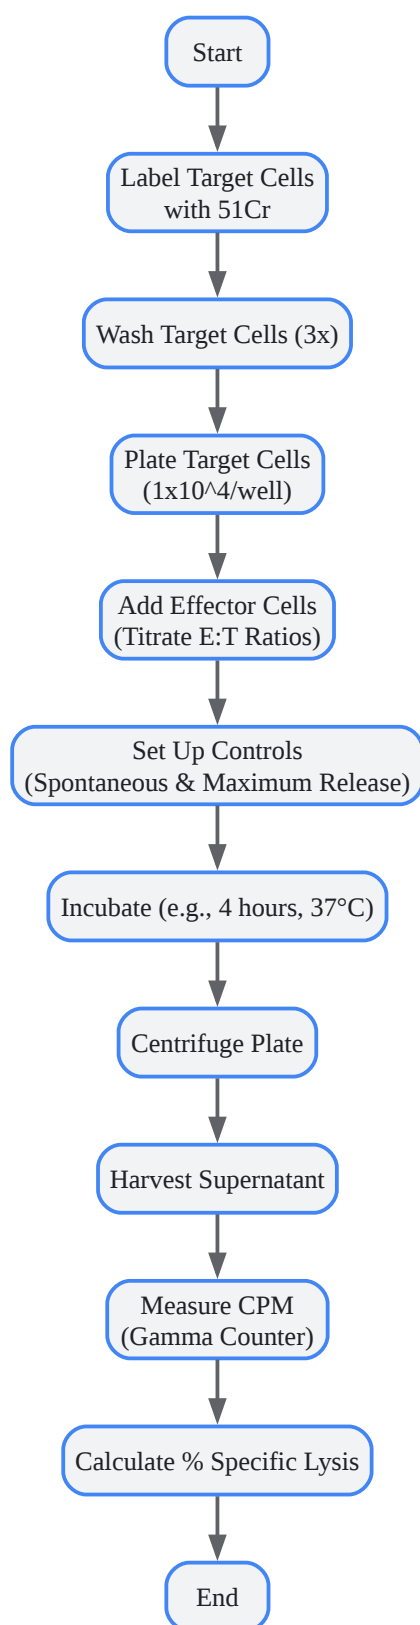 Start
Label Target Cells
with 51Cr
Wash Target Cells (3x)
Plate Target Cells
(1x10^4/well)
Add Effector Cells
(Titrate E:T Ratios)
Set Up Controls
(Spontaneous & Maximum Release)
Incubate (e.g., 4 hours, 37°C)
Centrifuge Plate
Harvest Supernatant
Measure CPM
(Gamma Counter)
Calculate % Specific Lysis
End